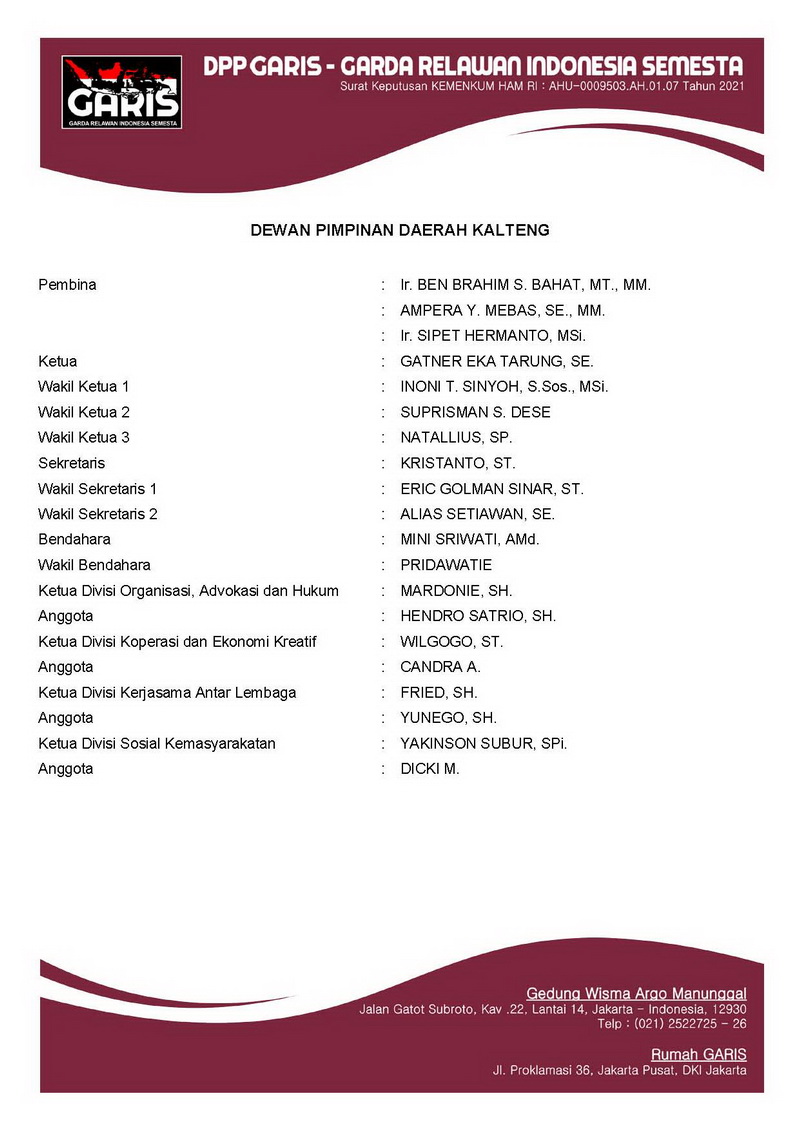 GARIS
GARDA RELAWAN INDONESIA SEMESTA
DPP GARIS - GARDA RELAWAN INDONESIA SEMESTA
Surat Keputusan KEMENKUM HAM RI : AHU-0009503.AH.01.07 Tahun 2021
DEWAN PIMPINAN DAERAH KALTENG
Pembina : Ir. BEN BRAHIM S. BAHAT, MT., MM.
: AMPERA Y. MEBAS, SE., MM.
: Ir. SIPET HERMANTO, MSi.
Ketua : GATNER EKA TARUNG, SE.
Wakil Ketua 1 : INONI T. SINYOH, S.Sos., MSi.
Wakil Ketua 2 : SUPRISMAN S. DESE
Wakil Ketua 3 : NATALLIUS, SP.
Sekretaris : KRISTANTO, ST.
Wakil Sekretaris 1 : ERIC GOLMAN SINAR, ST.
Wakil Sekretaris 2 : ALIAS SETIAWAN, SE.
Bendahara : MINI SRIWATI, AMd.
Wakil Bendahara : PRIDAWATIE
Ketua Divisi Organisasi, Advokasi dan Hukum : MARDONIE, SH.
Anggota : HENDRO SATRIO, SH.
Ketua Divisi Koperasi dan Ekonomi Kreatif : WILGOGO, ST.
Anggota : CANDRA A.
Ketua Divisi Kerjasama Antar Lembaga : FRIED, SH.
Anggota : YUNEGO, SH.
Ketua Divisi Sosial Kemasyarakatan : YAKINSON SUBUR, SPi.
Anggota : DICKI M.
Gedung Wisma Argo Manunggal
Jalan Gatot Subroto, Kav .22, Lantai 14, Jakarta - Indonesia, 12930
Telp : (021) 2522725 - 26
Rumah GARIS
Jl. Proklamasi 36, Jakarta Pusat, DKI Jakarta